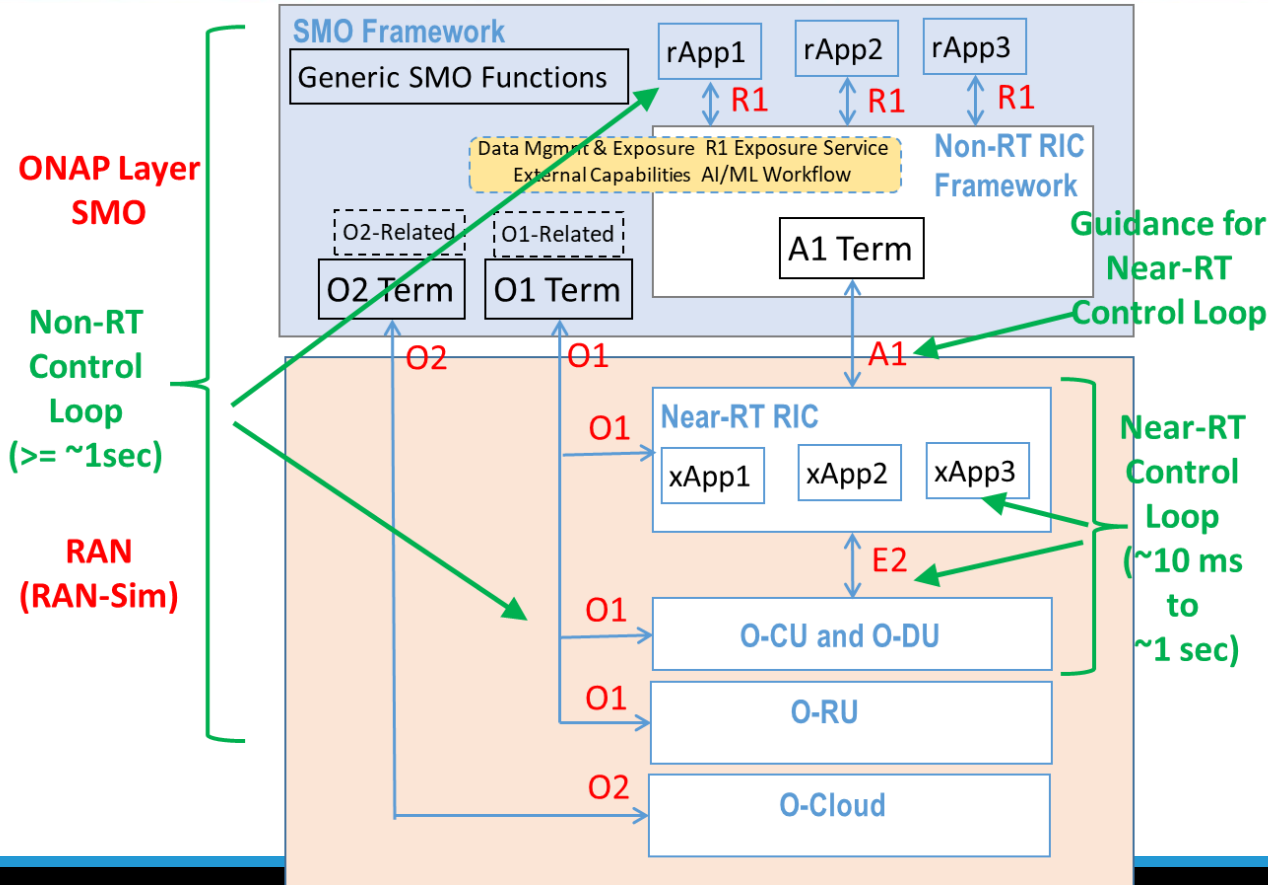 SMO Framework
Generic SMO Functions
rApp1
rApp2
rApp3
R1
R1
R1
Data Mgmnt & Exposure R1 Exposure Service
External Capabilities AI/ML Workflow
Non-RT RIC
Framework
ONAP Layer
SMO
O2-Related
O1-Related
O2 Term
O1 Term
A1 Term
Guidance for
Near-RT
Control Loop
Non-RT
Control
Loop
(>= ~1sec)
O2
O1
A1
Near-RT RIC
O1
xApp1
xApp2
xApp3
Near-RT
Control
Loop
(~10 ms
to
~1 sec)
RAN
(RAN-Sim)
E2
O1
O-CU and O-DU
O1
O-RU
O2
O-Cloud